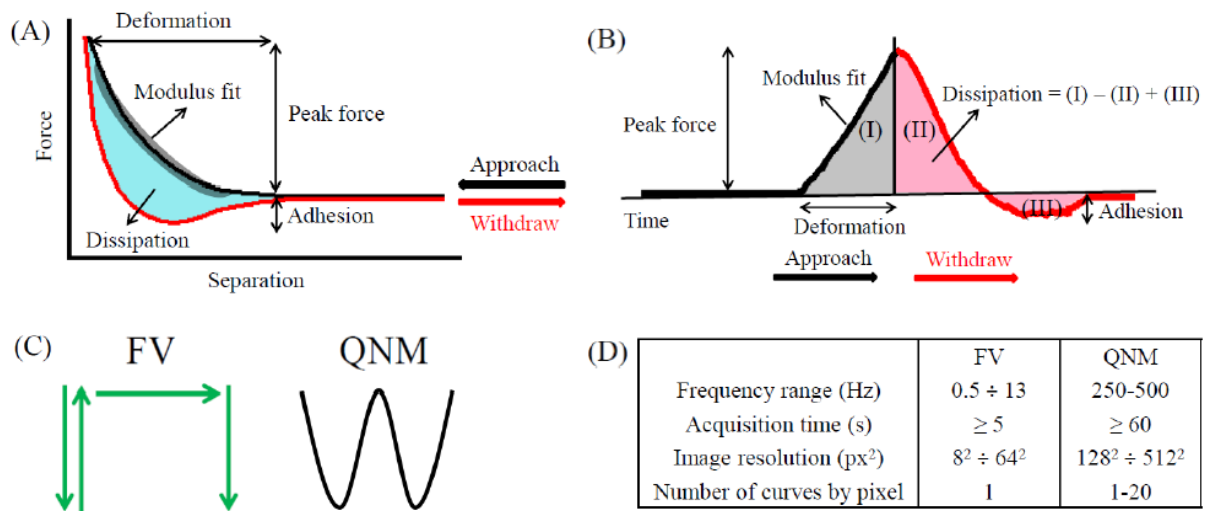 (A)
Deformation
Modulus fit
Peak force
Force
Dissipation
Adhesion
Separation
Approach
Withdraw
(B)
Modulus fit
Peak force
(I)
(II)
Dissipation = (I) – (II) + (III)
(III)
Adhesion
Time
Deformation
Approach
Withdraw
(C)
FV
QNM
(D)
FV QNM
Frequency range (Hz) 0.5 ÷ 13 250-500
Acquisition time (s) ≥ 5 ≥ 60
Image resolution (px²) 8² ÷ 64² 128² ÷ 512²
Number of curves by pixel 1 1-20